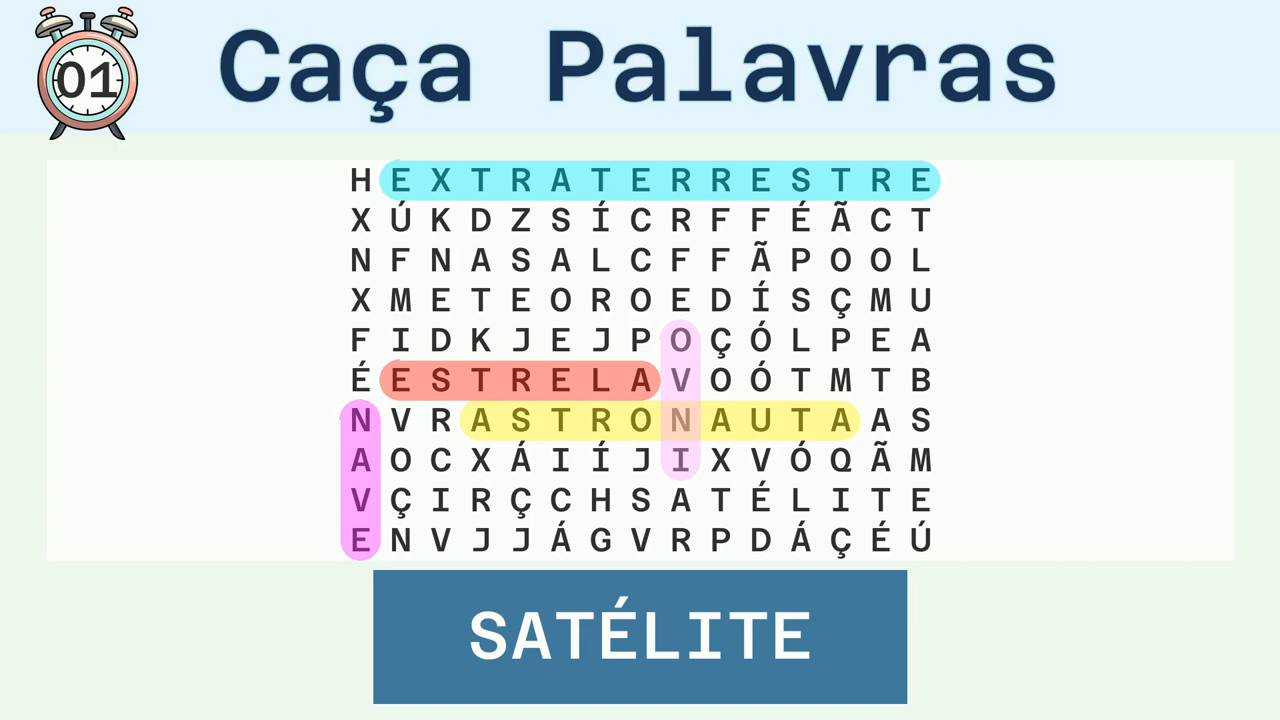 01
Caça Palavras
H E X T R A T E R R E S T R E
X Ú K D Z S Í C R F F É Ã C T
N F N A S A L C F F Ã P O O L
X M E T E O R O E D Í S Ç M U
F I D K J E J P O Ç Ó L P E A
É E S T R E L A V O Ó T M T B
N V R A S T R O N A U T A A S
A O C X Á I Í J I X V Ó Q Ã M
V Ç I R Ç C H S A T É L I T E
E N V J J Á G V R P D Á Ç É Ú
SATÉLITE